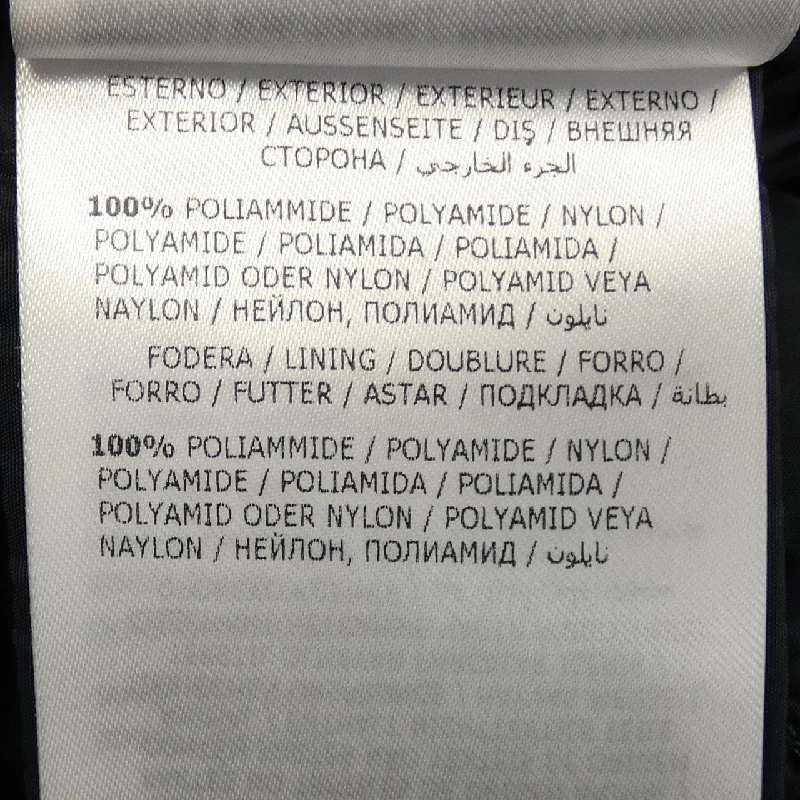 ESTERNO / EXTERIOR / EXTERIEUR / EXTERNO /
EXTERIOR / AUSSENSEITE / DIŞ / ВНЕШНЯЯ
СТОРОНА / الجزء الخارجي
100% POLIAMMIDE / POLYAMIDE / NYLON /
POLYAMIDE / POLIAMIDA / POLIAMIDA /
POLYAMID ODER NYLON / POLYAMID VEYA
NAYLON / НЕЙЛОН, ПОЛИАМИД / نايلون
FODERA / LINING / DOUBLURE / FORRO /
FORRO / FUTTER / ASTAR / ПОДКЛАДКА / بطانة
100% POLIAMMIDE / POLYAMIDE / NYLON /
POLYAMIDE / POLIAMIDA / POLIAMIDA /
POLYAMID ODER NYLON / POLYAMID VEYA
NAYLON / НЕЙЛОН, ПОЛИАМИД / نايلون